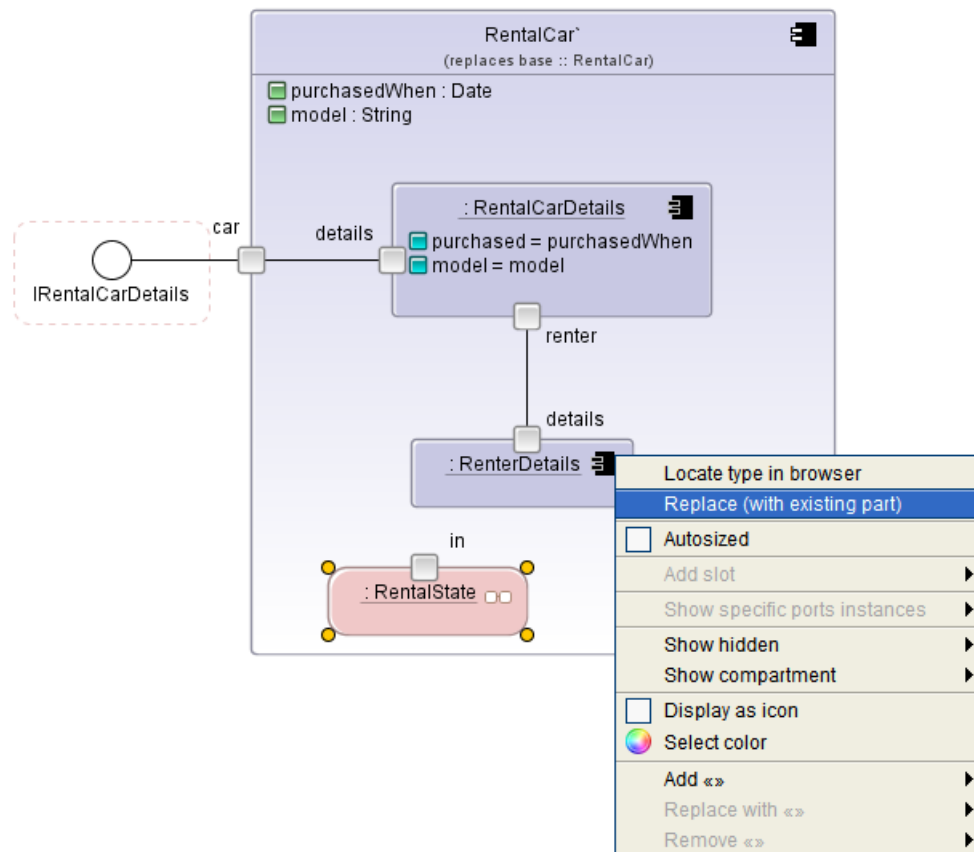 RentalCar`
(replaces base :: RentalCar)
purchasedWhen : Date
model : String
: RentalCarDetails
purchased = purchasedWhen
model = model
car
details
IRentalCarDetails
renter
details
: RenterDetails
in
: RentalState
Locate type in browser
Replace (with existing part)
Autosized
Add slot
Show specific ports instances
Show hidden
Show compartment
Display as icon
Select color
Add «»
Replace with «»
Remove «»